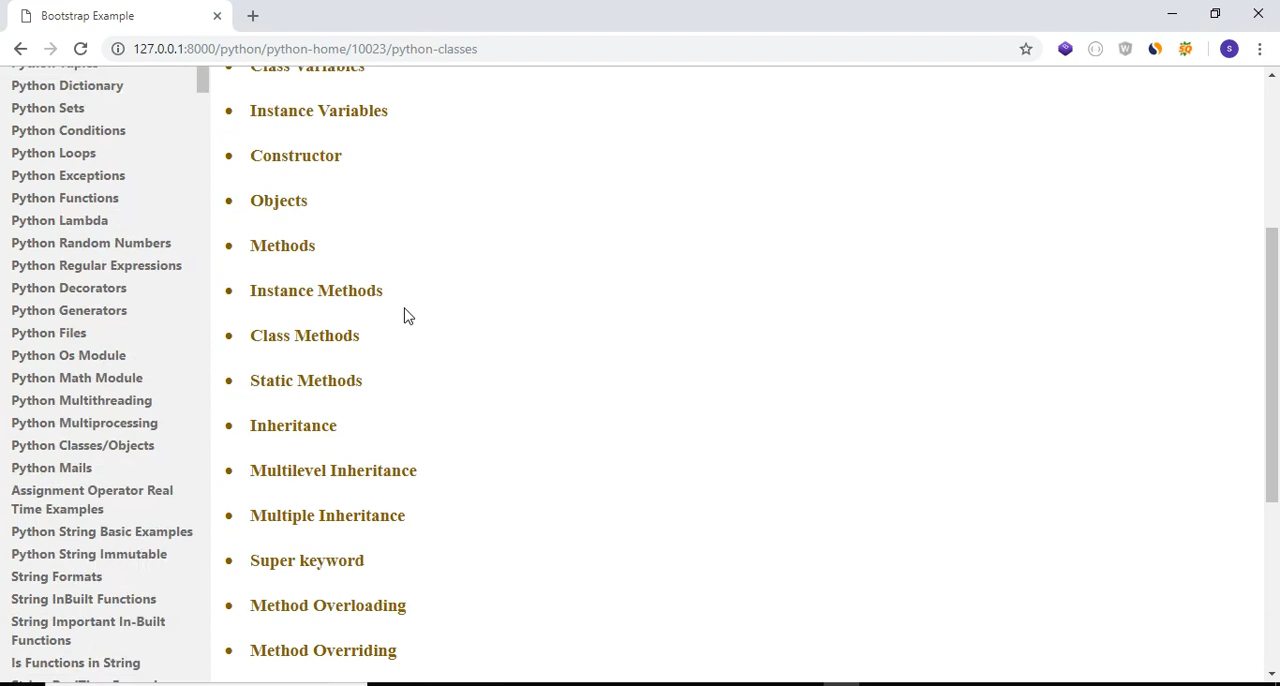 Bootstrap Example
127.0.0.1:8000/python/python-home/10023/python-classes
S
Python Dictionary
Python Sets
Python Conditions
Python Loops
Python Exceptions
Python Functions
Python Lambda
Python Random Numbers
Python Regular Expressions
Python Decorators
Python Generators
Python Files
Python Os Module
Python Math Module
Python Multithreading
Python Multiprocessing
Python Classes/Objects
Python Mails
Assignment Operator Real
Time Examples
Python String Basic Examples
Python String Immutable
String Formats
String InBuilt Functions
String Important In-Built
Functions
Is Functions in String
Class Variables
Instance Variables
Constructor
Objects
Methods
Instance Methods
Class Methods
Static Methods
Inheritance
Multilevel Inheritance
Multiple Inheritance
Super keyword
Method Overloading
Method Overriding